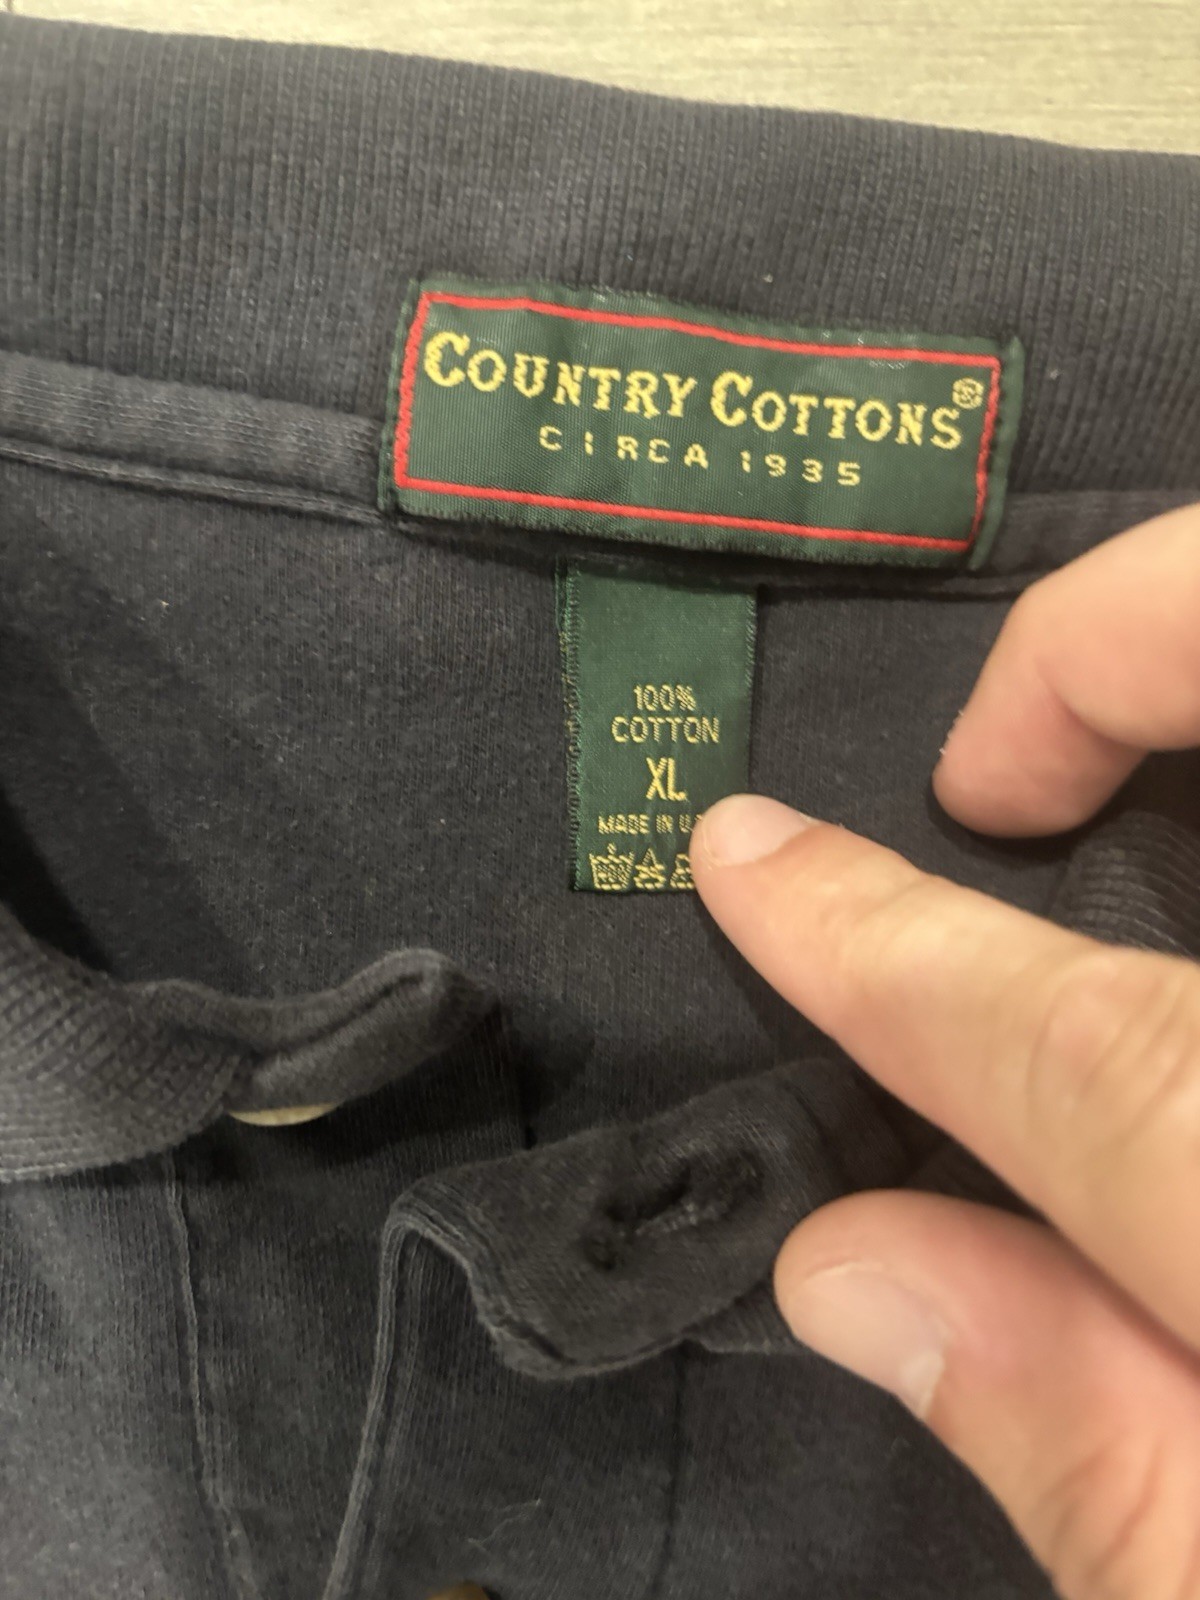 COUNTRY COTTONS®
CIRCA 1935
100%
COTTON
XL
MADE IN